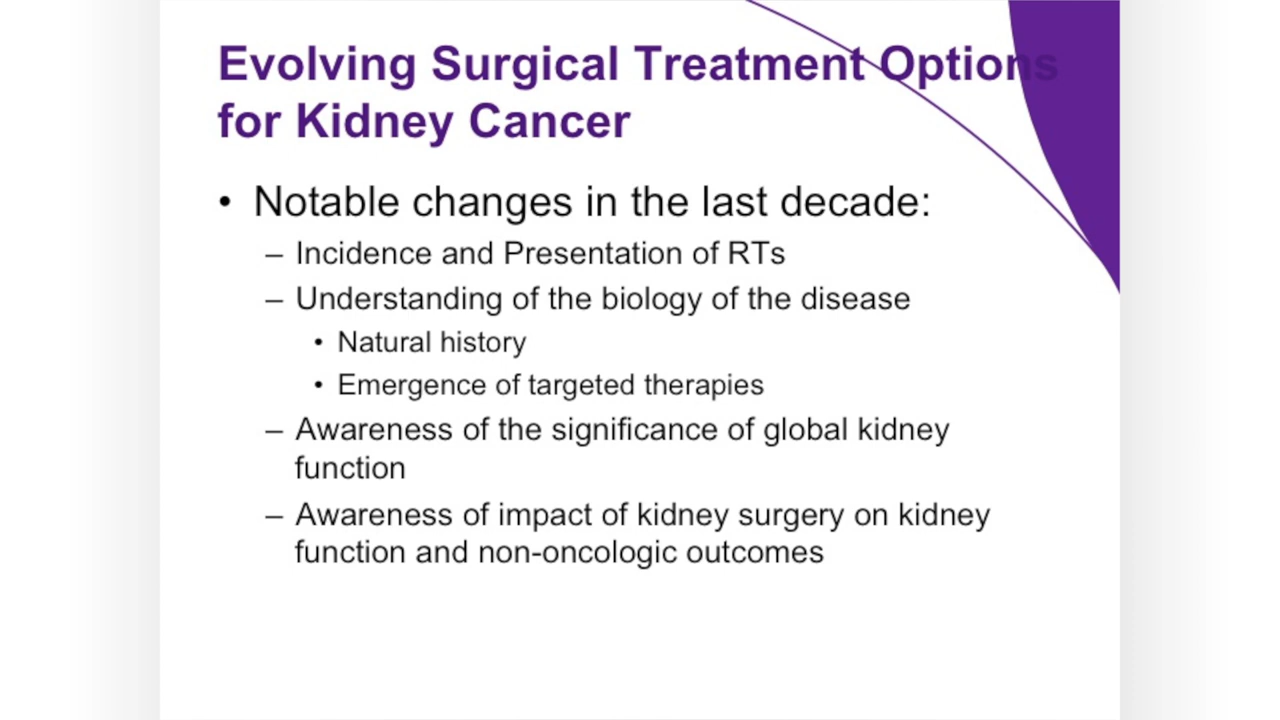 Evolving Surgical Treatment Options
for Kidney Cancer
• Notable changes in the last decade:
– Incidence and Presentation of RTs
– Understanding of the biology of the disease
• Natural history
• Emergence of targeted therapies
– Awareness of the significance of global kidney
function
– Awareness of impact of kidney surgery on kidney
function and non-oncologic outcomes